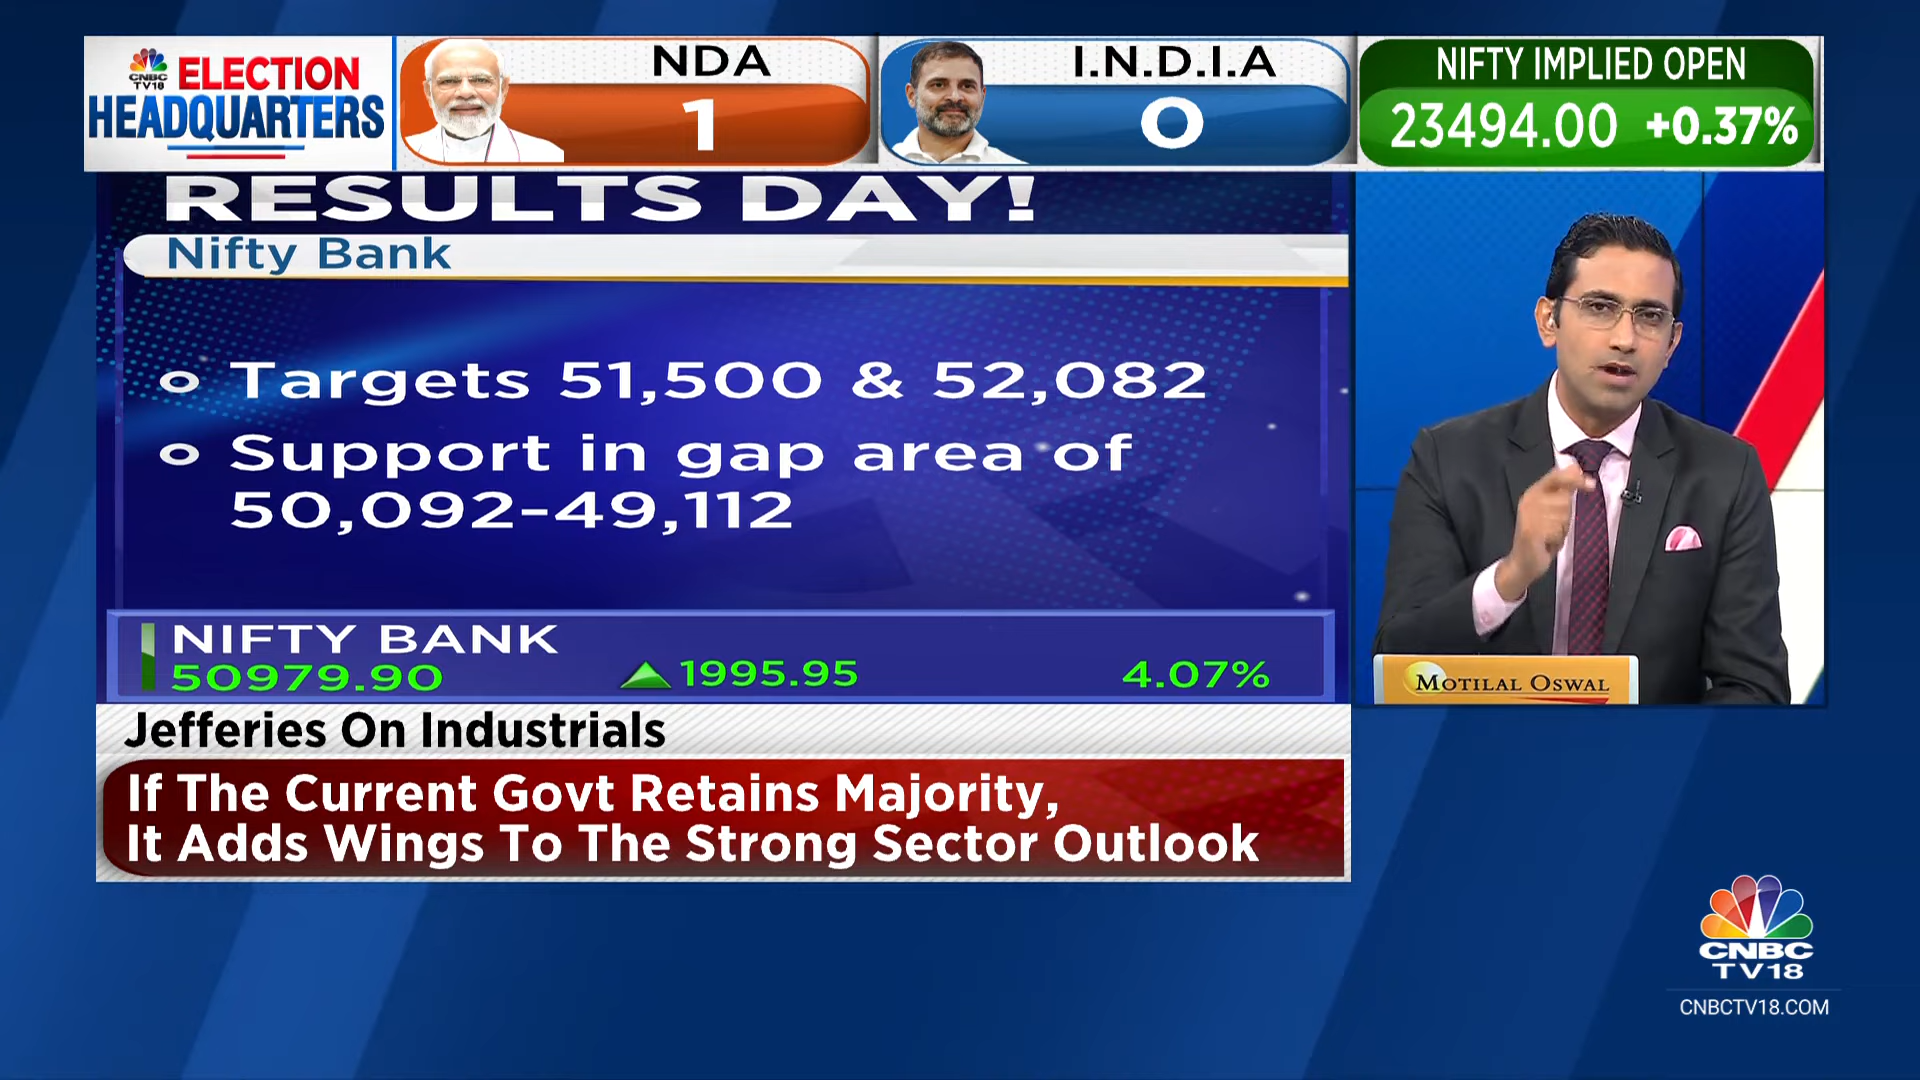 CNBC
TV18
ELECTION
HEADQUARTERS
NDA
1
I.N.D.I.A
0
NIFTY IMPLIED OPEN
23494.00 +0.37%
RESULTS DAY!
Nifty Bank
Targets 51,500 & 52,082
Support in gap area of
50,092-49,112
NIFTY BANK
50979.90 1995.95 4.07%
MOTILAL OSWAL
Jefferies On Industrials
If The Current Govt Retains Majority,
It Adds Wings To The Strong Sector Outlook
CNBC
TV18
CNBCTV18.COM